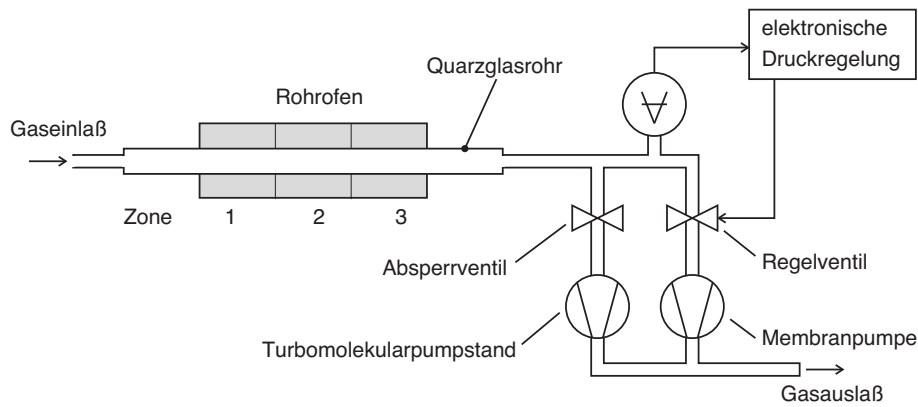 elektronische
Druckregelung
Quarzglasrohr
Rohrofen
Gaseinlaß
Zone 1 2 3
Absperrventil
Regelventil
Turbomolekularpumpstand
Membranpumpe
Gasauslaß